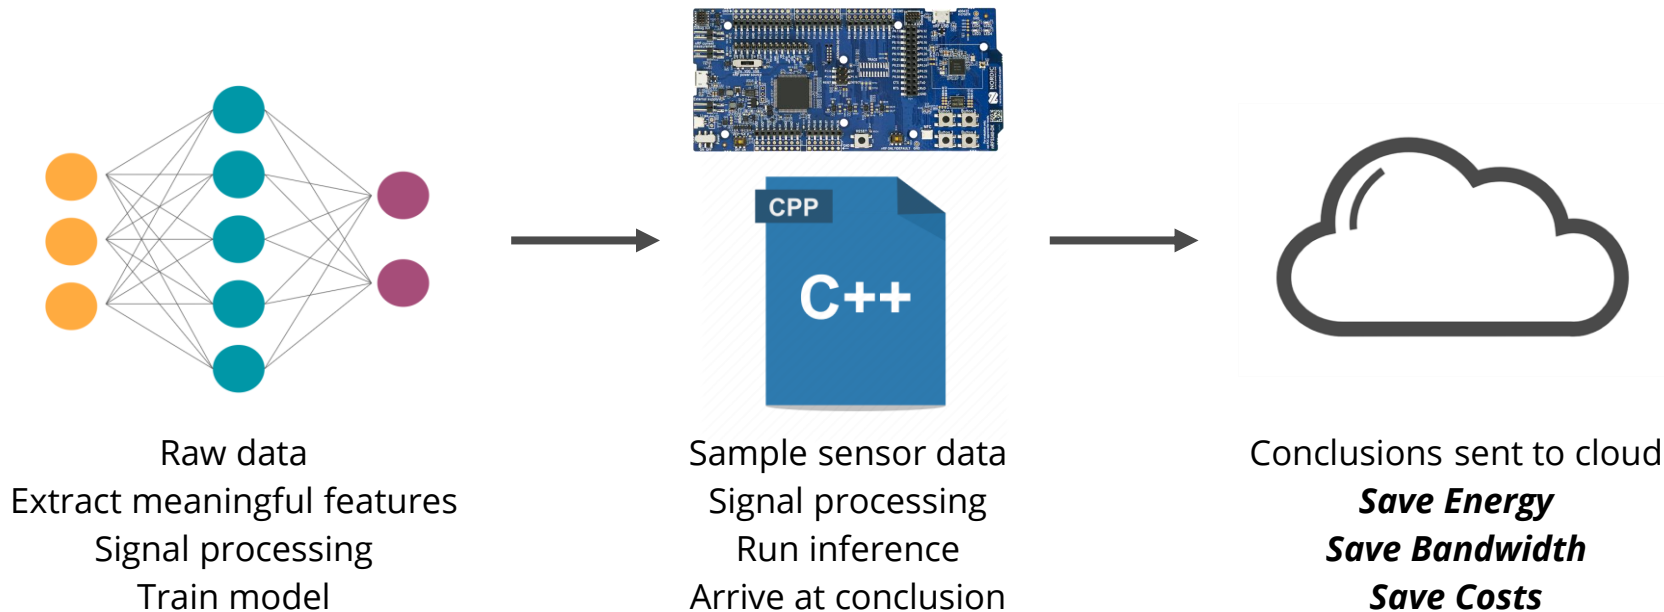 NORDIC
CPP
C++
Raw data
Extract meaningful features
Signal processing
Train model
Sample sensor data
Signal processing
Run inference
Arrive at conclusion
Conclusions sent to cloud
Save Energy
Save Bandwidth
Save Costs